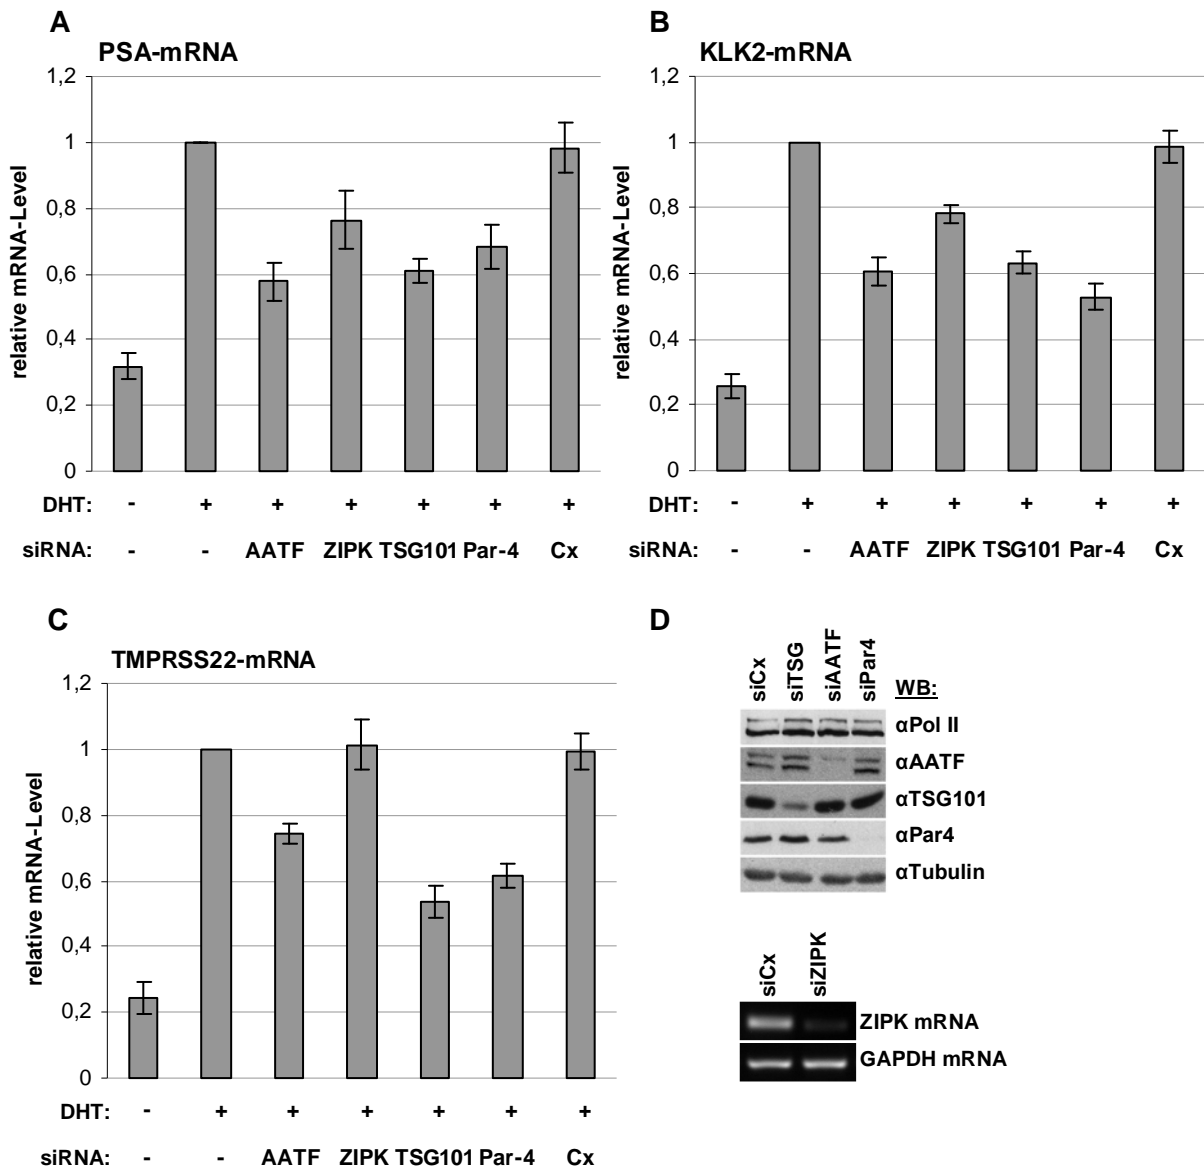 A
PSA-mRNA
relative mRNA-Level
1,2
1
0,8
0,6
0,4
0,2
0
DHT: - + + + + + +
siRNA: - - AATF ZIPK TSG101 Par-4 Cx
B
KLK2-mRNA
relative mRNA-Level
1,2
1
0,8
0,6
0,4
0,2
0
DHT: - + + + + + +
siRNA: - - AATF ZIPK TSG101 Par-4 Cx
C
TMPRSS22-mRNA
relative mRNA-Level
1,2
1
0,8
0,6
0,4
0,2
0
DHT: - + + + + + +
siRNA: - - AATF ZIPK TSG101 Par-4 Cx
D
siCx siTSG siAATF siPar4 WB:
αPol II
αAATF
αTSG101
αPar4
αTubulin
siCx siZIPK
ZIPK mRNA
GAPDH mRNA